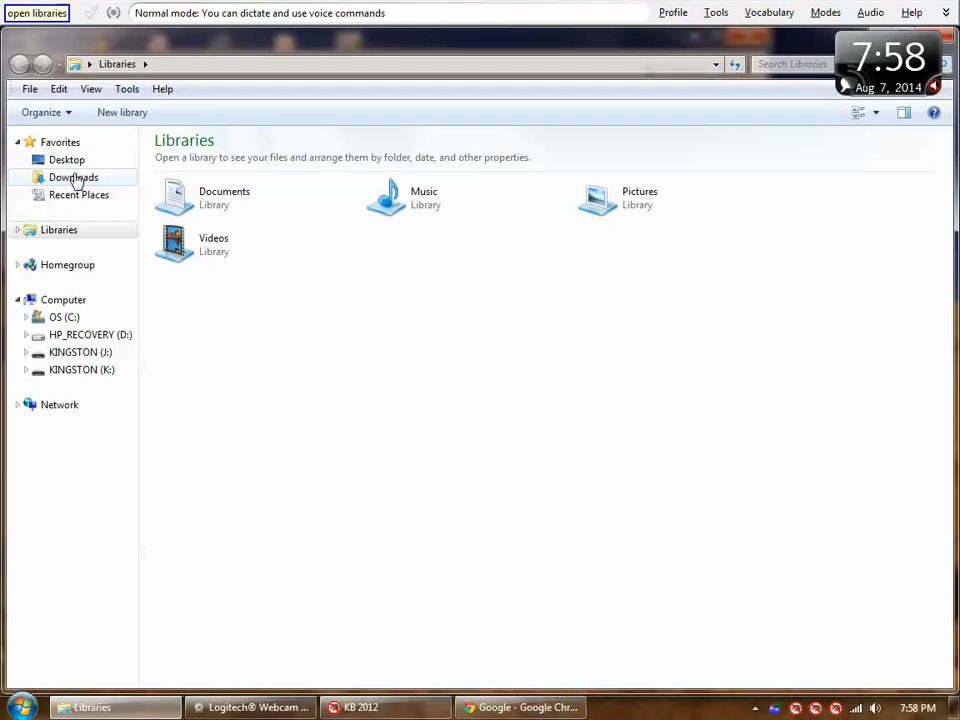 open libraries Normal mode: You can dictate and use voice commands Profile Tools Vocabulary Modes Audio Help
Libraries Search Libraries
7:58
Aug 7, 2014
File Edit View Tools Help
Organize New library
Favorites
Desktop
Downloads
Recent Places
Libraries
Homegroup
Computer
OS (C:)
HP_RECOVERY (D:)
KINGSTON (J:)
KINGSTON (K:)
Network
Libraries
Open a library to see your files and arrange them by folder, date, and other properties.
Documents
Library
Music
Library
Pictures
Library
Videos
Library
Libraries Logitech® Webcam ... KB 2012 Google - Google Chr... 7:58 PM